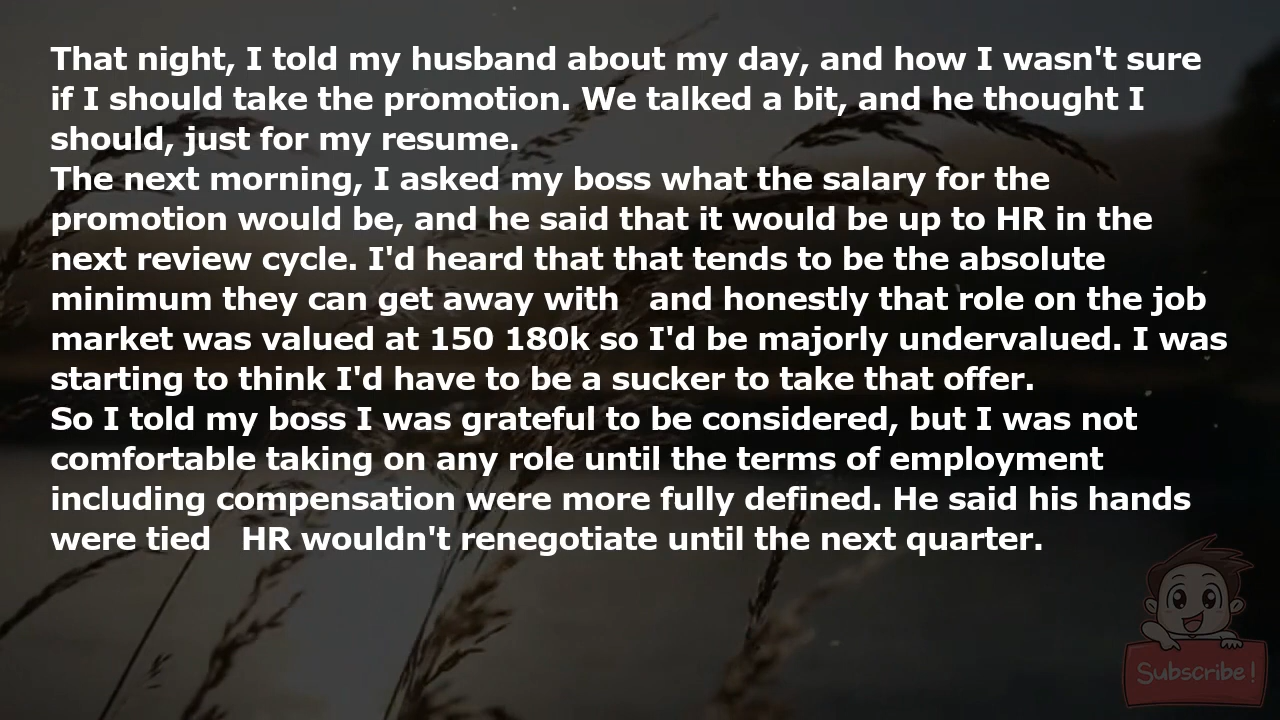 That night, I told my husband about my day, and how I wasn't sure
if I should take the promotion. We talked a bit, and he thought I
should, just for my resume.
The next morning, I asked my boss what the salary for the
promotion would be, and he said that it would be up to HR in the
next review cycle. I'd heard that that tends to be the absolute
minimum they can get away with   and honestly that role on the job
market was valued at 150 180k so I'd be majorly undervalued. I was
starting to think I'd have to be a sucker to take that offer.
So I told my boss I was grateful to be considered, but I was not
comfortable taking on any role until the terms of employment
including compensation were more fully defined. He said his hands
were tied   HR wouldn't renegotiate until the next quarter.
Subscribe!